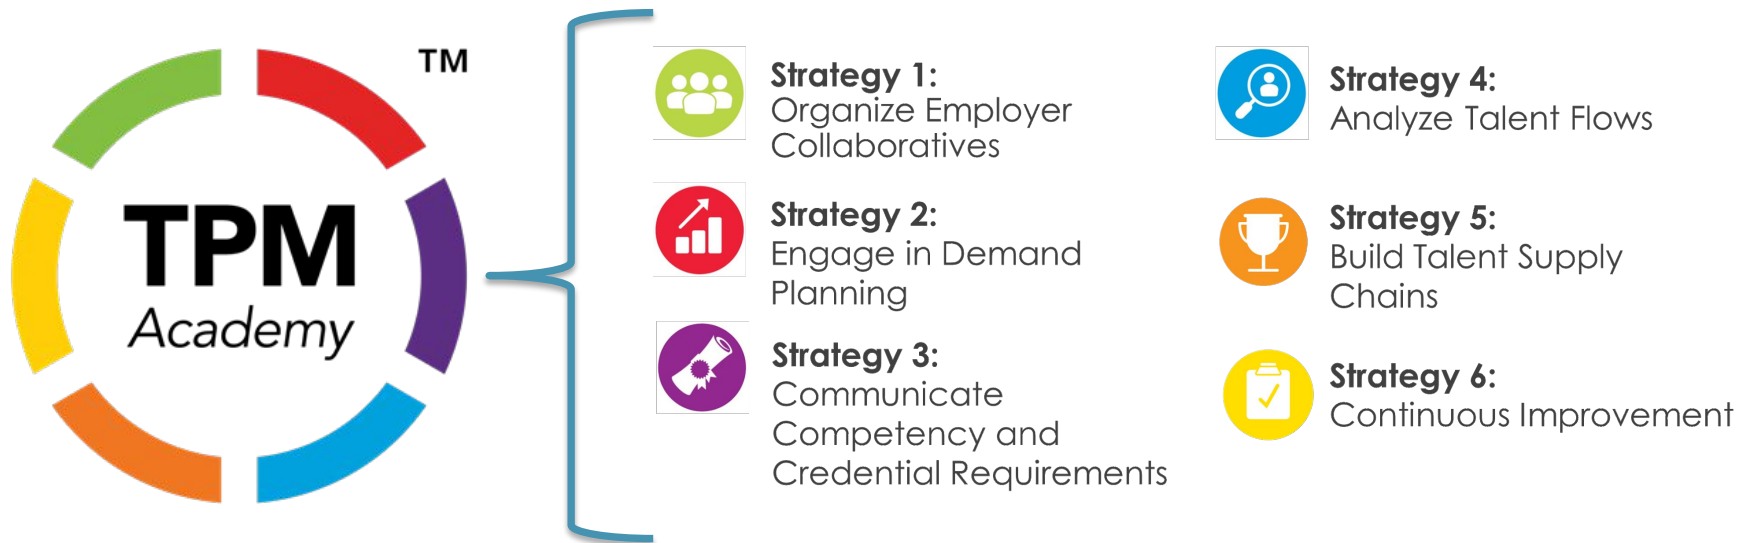 TM
TPM
Academy
Strategy 1:
Organize Employer
Collaboratives
Strategy 2:
Engage in Demand
Planning
Strategy 3:
Communicate
Competency and
Credential Requirements
Strategy 4:
Analyze Talent Flows
Strategy 5:
Build Talent Supply
Chains
Strategy 6:
Continuous Improvement